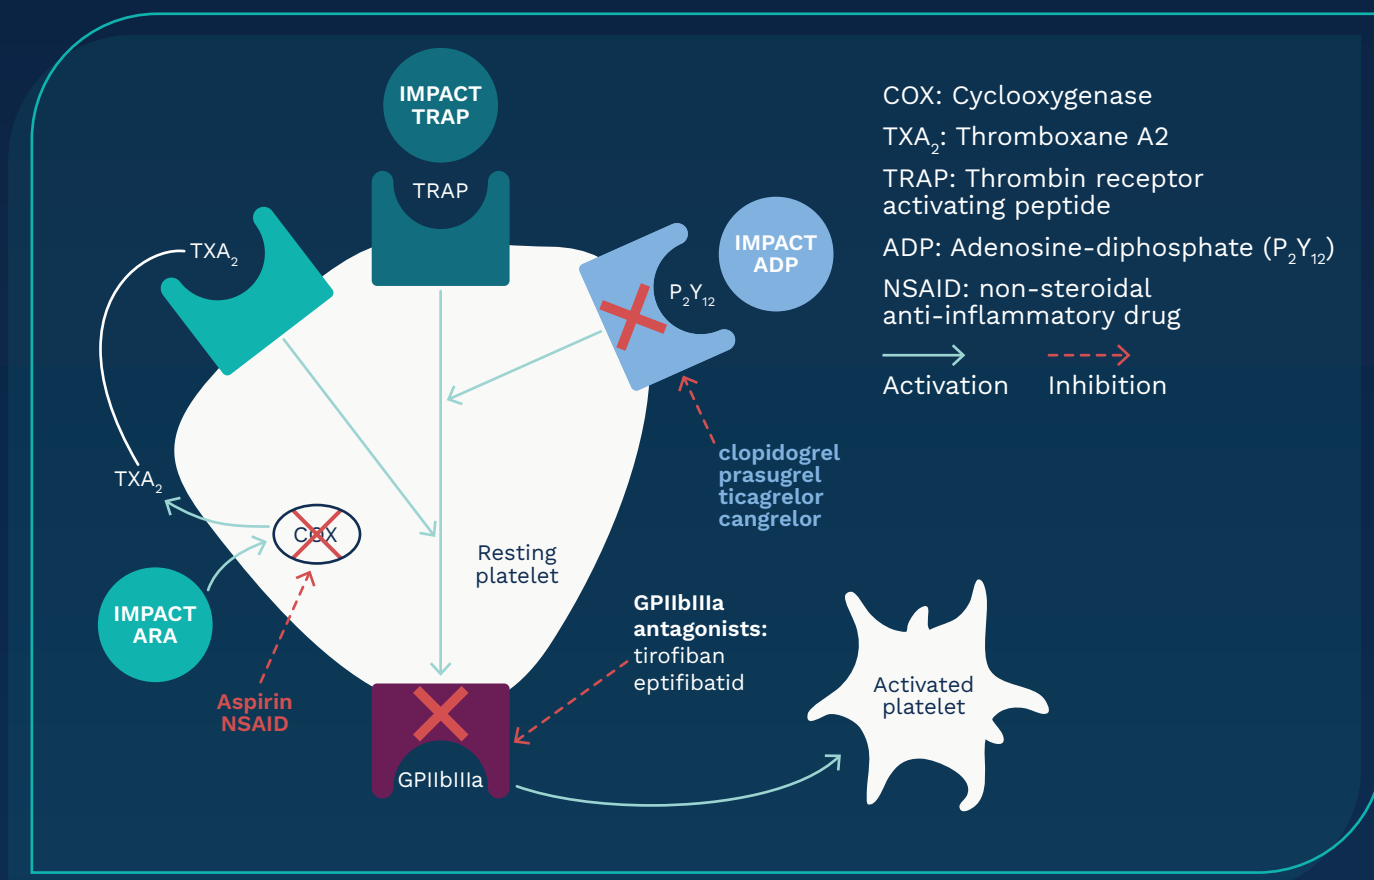 IMPACT
TRAP
TRAP
TXA2
IMPACT
ADP
P2Y12
COX: Cyclooxygenase
TXA2: Thromboxane A2
TRAP: Thrombin receptor
activating peptide
ADP: Adenosine-diphosphate (P2Y12)
NSAID: non-steroidal
anti-inflammatory drug
Activation
Inhibition
clopidogrel
prasugrel
ticagrelor
cangrelor
TXA2
COX
Resting
platelet
IMPACT
ARA
Aspirin
NSAID
GPIIbIIIa
antagonists:
tirofiban
eptifibatid
GPIIbIIIa
Activated
platelet